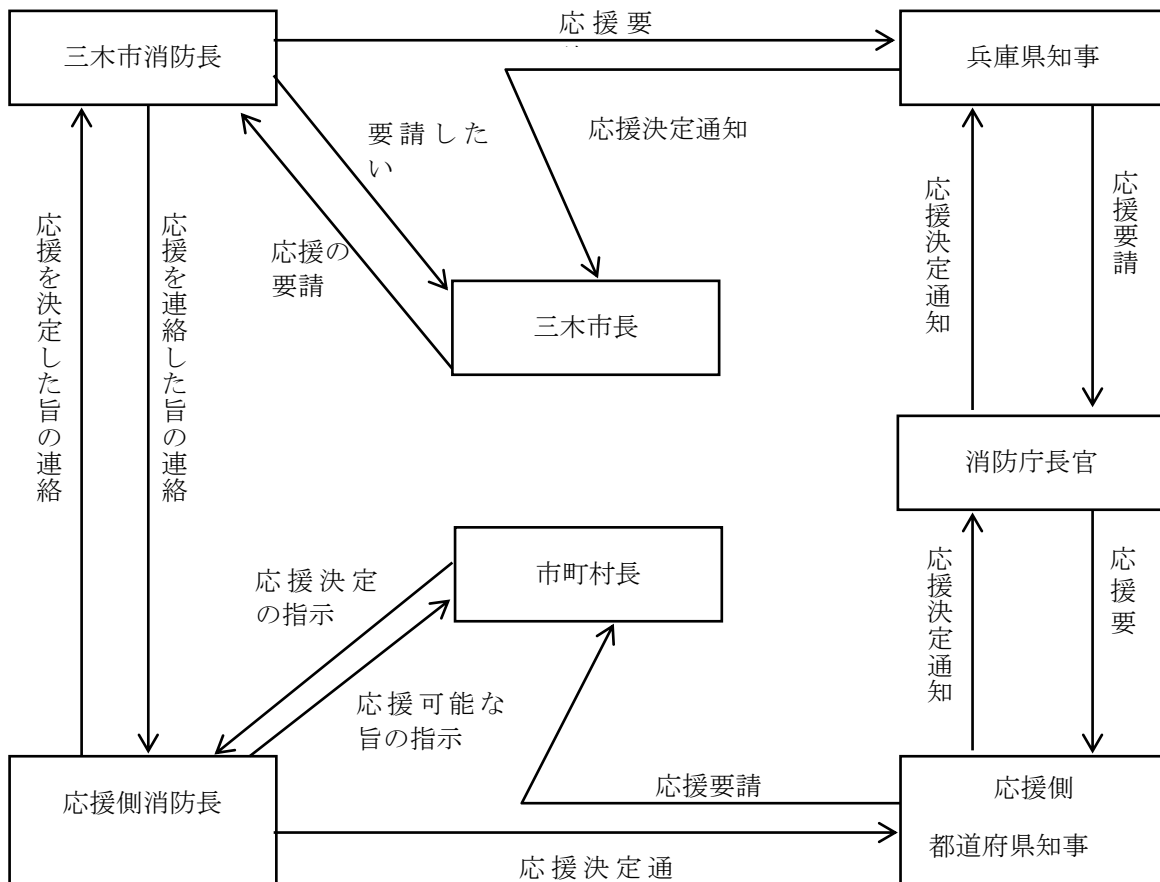 応援要
三木市消防長
兵庫県知事
要請した
い
応援決定通知
応援の
要請
応援を決定した旨の連絡
応援を連絡した旨の連絡
応援決定通知
応援要請
三木市長
消防庁長官
市町村長
応援決定
の指示
応援決定通知
応援要
応援可能な
旨の指示
応援要請
応援側消防長
応援側
都道府県知事
応援決定通